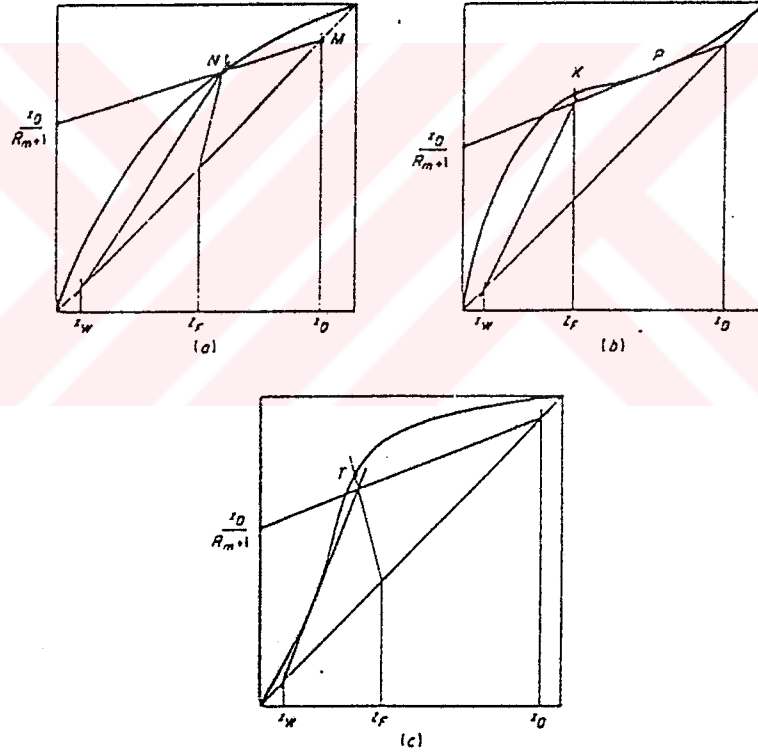 N
M
x_D
R_m+1
x_W
z_F
x_D
(a)
K
P
x_D
R_m+1
x_W
z_F
x_D
(b)
T
x_D
R_m+1
x_W
z_F
x_D
(c)